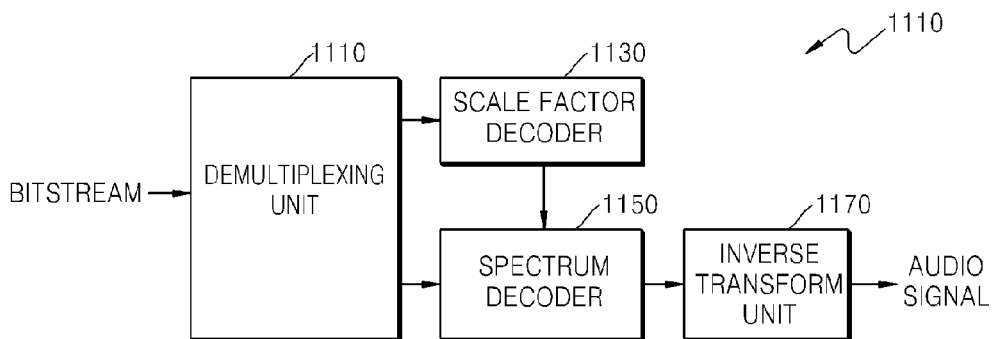 1110
1110
1130
SCALE FACTOR
DECODER
DEMULTIPLEXING
UNIT
BITSTREAM
1150
SPECTRUM
DECODER
1170
INVERSE
TRANSFORM
UNIT
AUDIO
SIGNAL